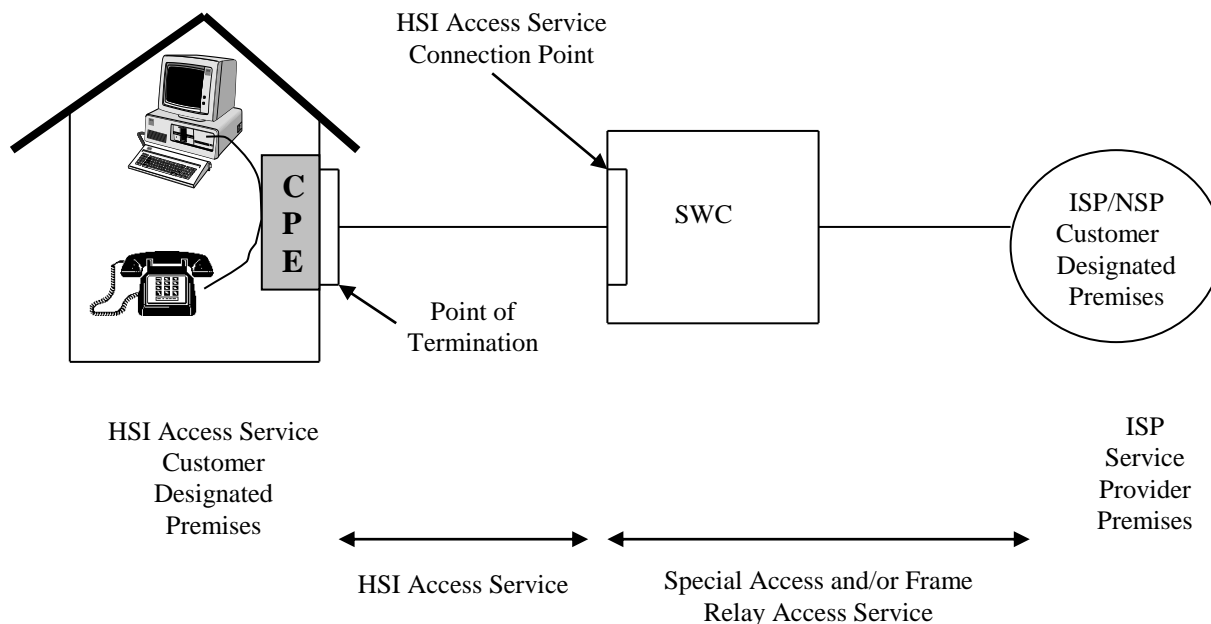 HSI Access Service
Connection Point
C
P
E
SWC
ISP/NSP
Customer
Designated
Premises
Point of
Termination
HSI Access Service
Customer
Designated
Premises
ISP
Service
Provider
Premises
HSI Access Service
Special Access and/or Frame
Relay Access Service